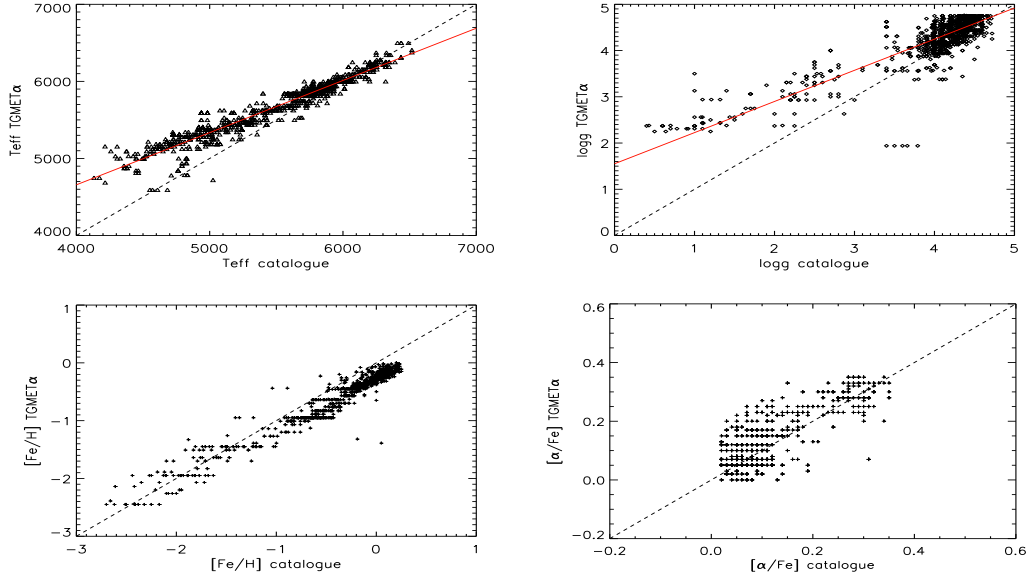 7000
6000
5000
4000
4000 5000 6000 7000
Teff TGMETα
Teff catalogue
5
4
3
2
1
0
0 1 2 3 4 5
logg TGMETα
logg catalogue
1
0
−1
−2
−3
−3 −2 −1 0 1
[Fe/H] TGMETα
[Fe/H] catalogue
0.6
0.4
0.2
0.0
−0.2
−0.2 0.0 0.2 0.4 0.6
[α/Fe] TGMETα
[α/Fe] catalogue